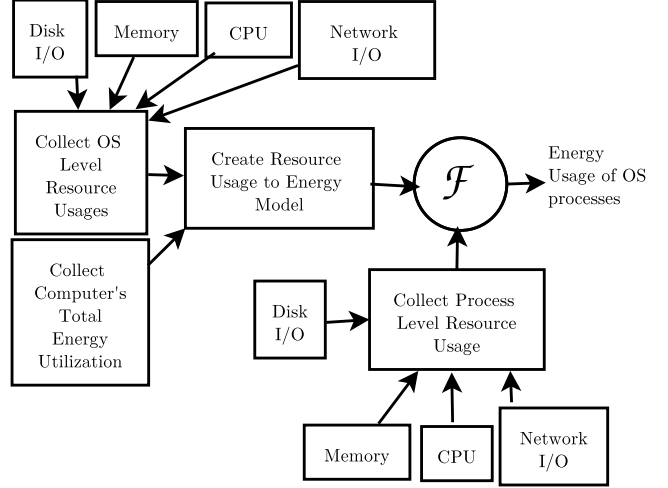 Disk
I/O
Memory
CPU
Network
I/O
Collect OS
Level
Resource
Usages
Create Resource
Usage to Energy
Model
ℱ
Energy
Usage of OS
processes
Collect
Computer's
Total
Energy
Utilization
Disk
I/O
Collect Process
Level Resource
Usage
Memory
CPU
Network
I/O